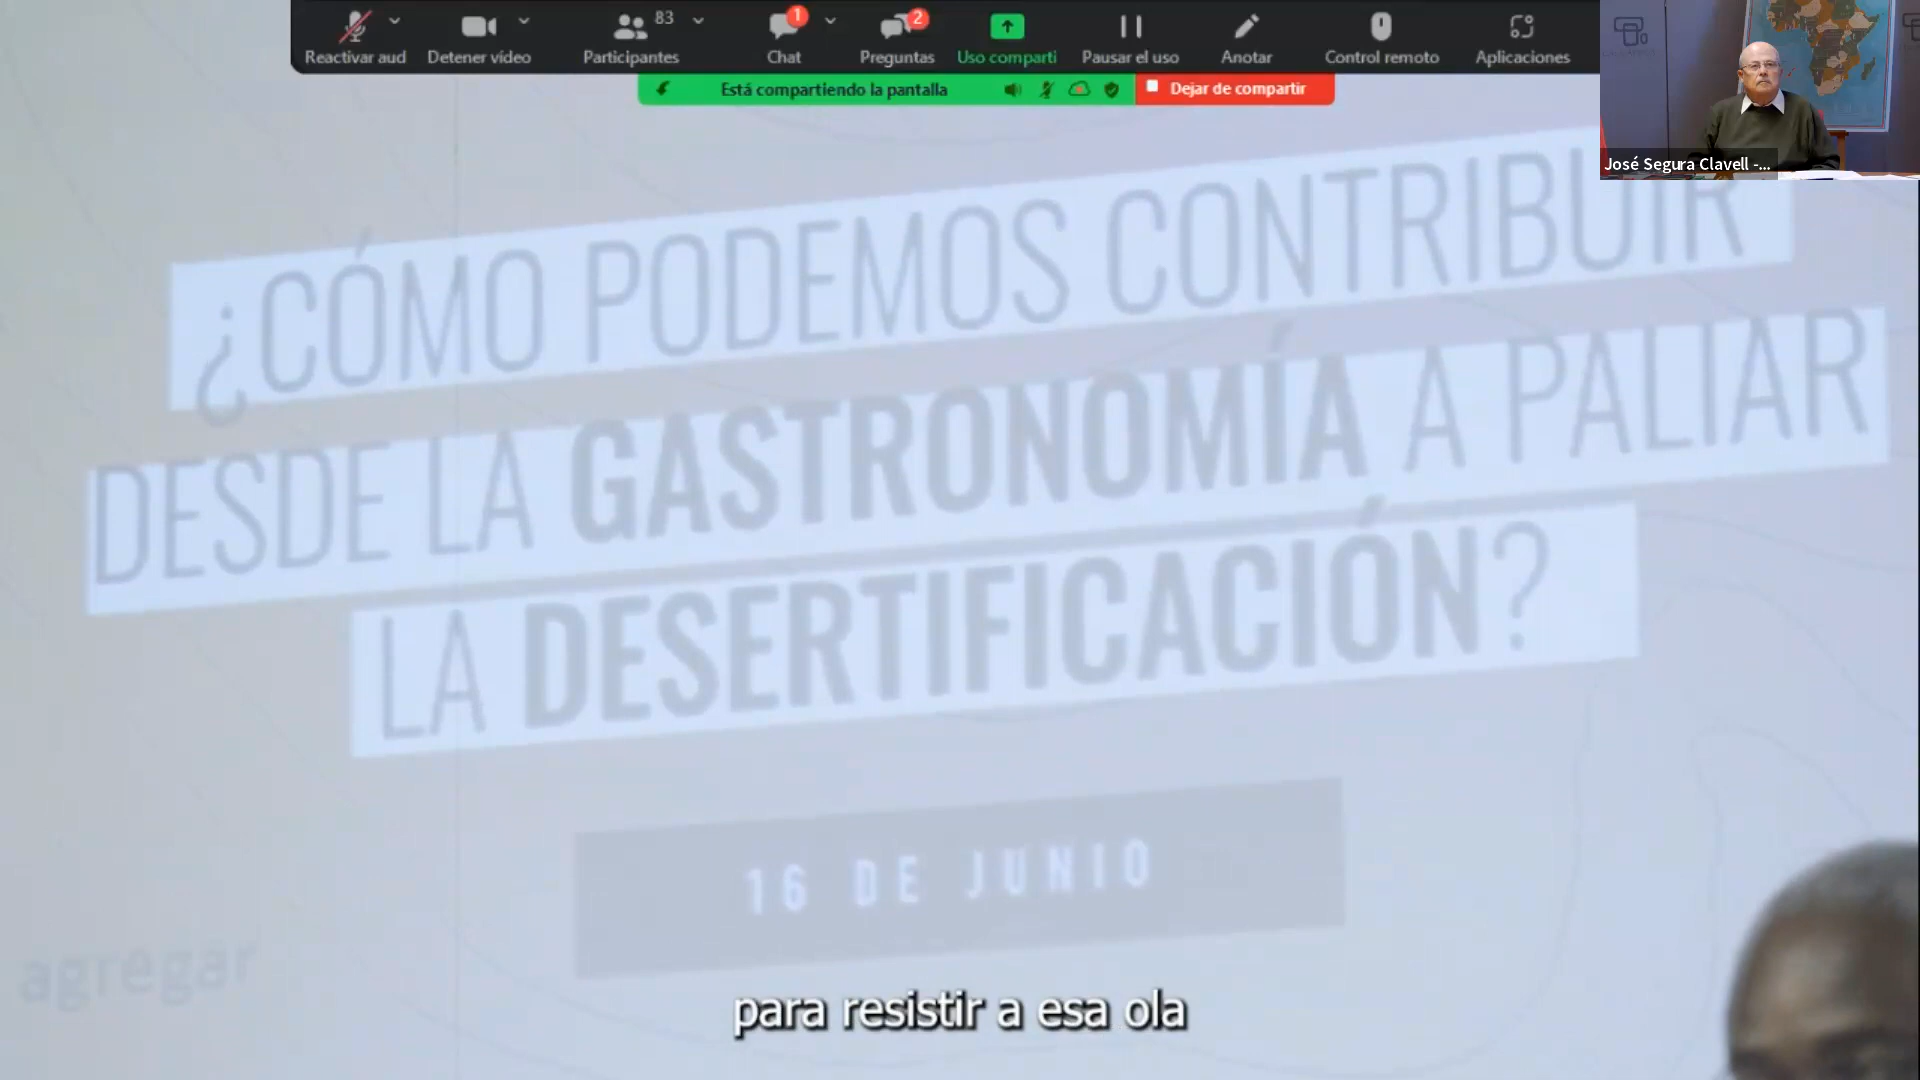 83
1
2
Reactivar aud
Detener vídeo
Participantes
Chat
Preguntas
Uso comparti
Pausar el uso
Anotar
Control remoto
Aplicaciones
Está compartiendo la pantalla
Dejar de compartir
José Segura Clavell -...
¿CÓMO PODEMOS CONTRIBUIR
DESDE LA GASTRONOMÍA A PALIAR
LA DESERTIFICACIÓN?
16 DE JUNIO
agregar
para resistir a esa ola